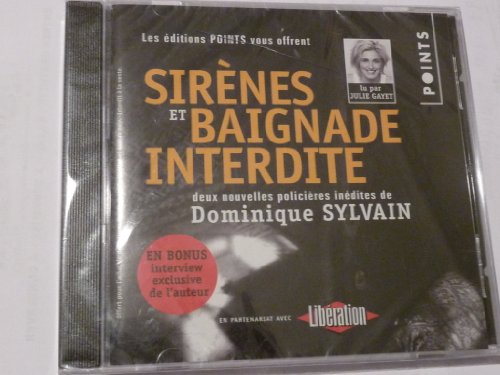 Les éditions POINTS vous offrent
lu par
JULIE GAYET
POINTS
SIRÈNES
ET BAIGNADE
INTERDITE
deux nouvelles policières inédites de
Dominique SYLVAIN
EN BONUS
interview
exclusive
de l'auteur
EN PARTENARIAT AVEC
Libération